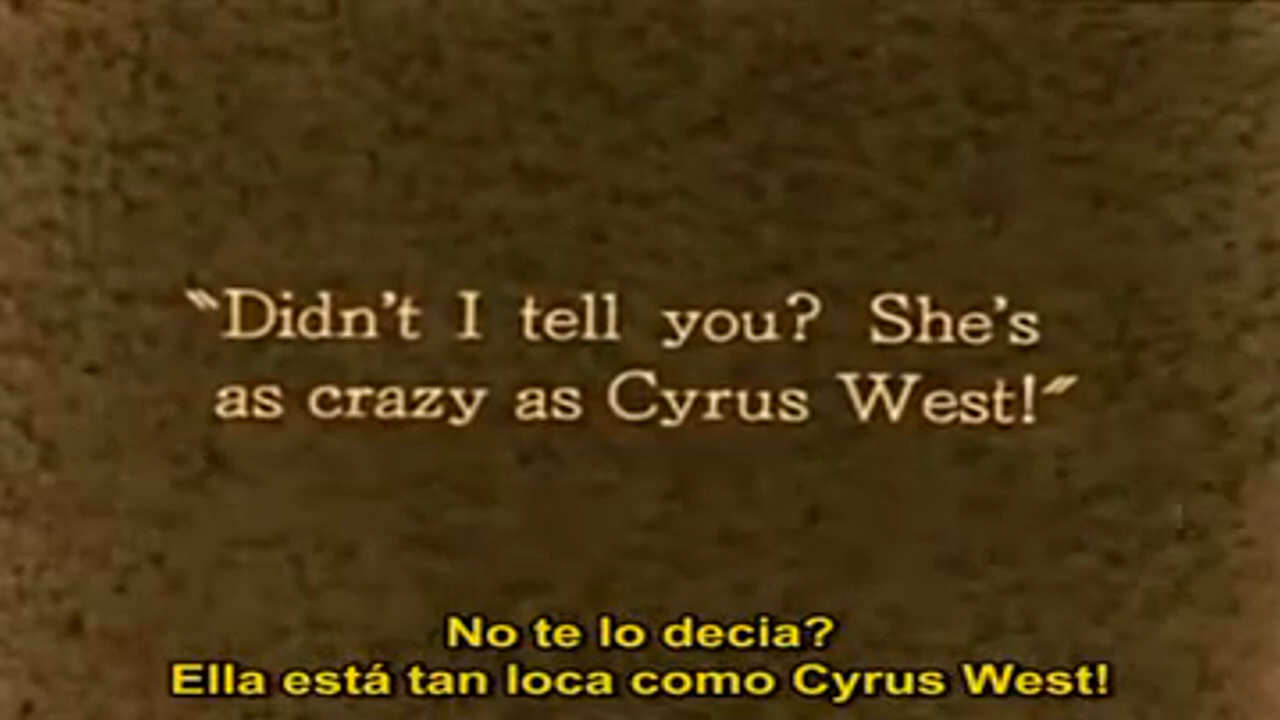 "Didn't I tell you? She's
as crazy as Cyrus West!"
No te lo decia?
Ella está tan loca como Cyrus West!